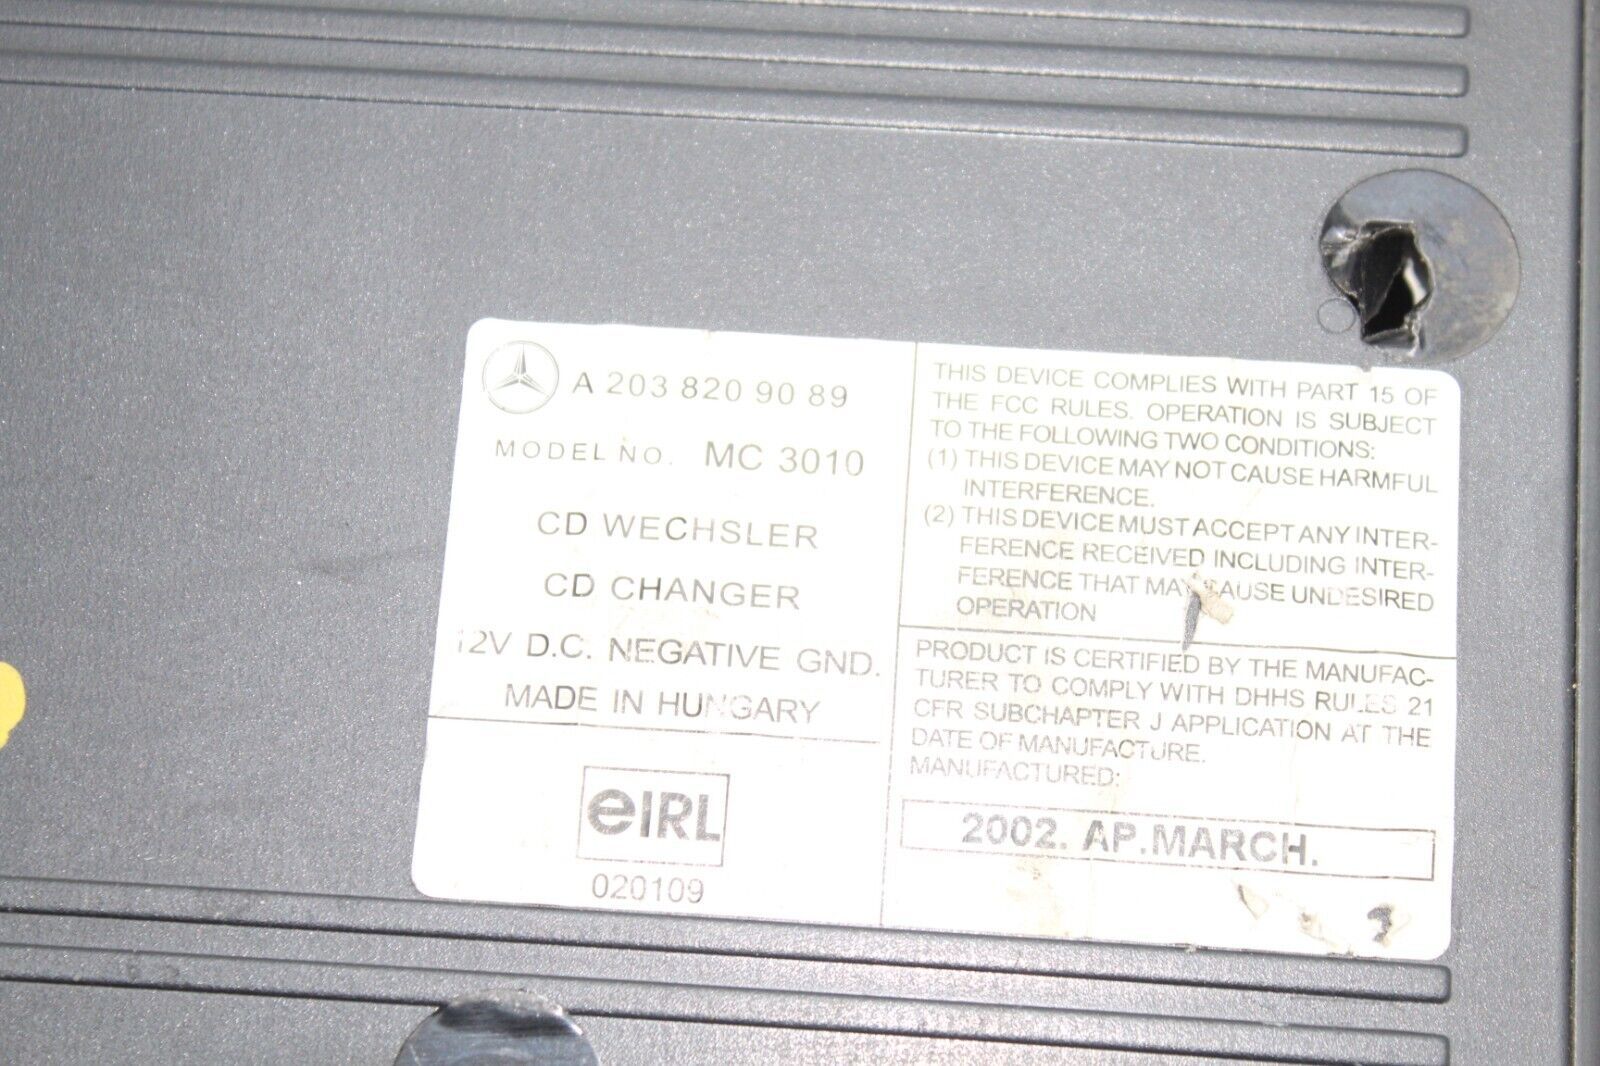 A 203 820 90 89
MODEL NO. MC 3010
CD WECHSLER
CD CHANGER
12V D.C. NEGATIVE GND.
MADE IN HUNGARY
eIRL
020109
THIS DEVICE COMPLIES WITH PART 15 OF
THE FCC RULES. OPERATION IS SUBJECT
TO THE FOLLOWING TWO CONDITIONS:
(1) THIS DEVICE MAY NOT CAUSE HARMFUL
INTERFERENCE.
(2) THIS DEVICE MUST ACCEPT ANY INTER-
FERENCE RECEIVED INCLUDING INTER-
FERENCE THAT MAY CAUSE UNDESIRED
OPERATION
PRODUCT IS CERTIFIED BY THE MANUFAC-
TURER TO COMPLY WITH DHHS RULES 21
CFR SUBCHAPTER J APPLICATION AT THE
DATE OF MANUFACTURE.
MANUFACTURED:
2002. AP.MARCH.